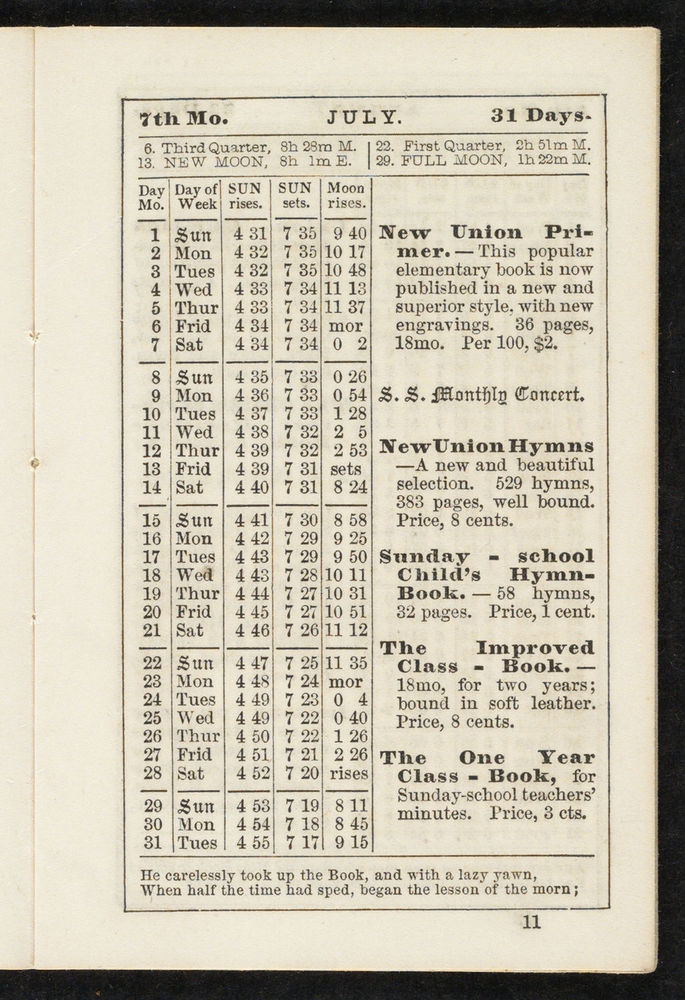 7th Mo. JULY. 31 Days.
6. Third Quarter, 8h 28m M. 22. First Quarter, 2h 51m M.
13. NEW MOON, 8h 1m E. 29. FULL MOON, 1h 22m M.
Day Mo. Day of Week SUN rises. SUN sets. Moon rises.
1 Sun 4 31 7 35 9 40
2 Mon 4 32 7 35 10 17
3 Tues 4 32 7 35 10 48
4 Wed 4 33 7 34 11 13
5 Thur 4 33 7 34 11 37
6 Frid 4 34 7 34 mor
7 Sat 4 34 7 34 0 2
8 Sun 4 35 7 33 0 26
9 Mon 4 36 7 33 0 54
10 Tues 4 37 7 33 1 28
11 Wed 4 38 7 32 2 5
12 Thur 4 39 7 32 2 53
13 Frid 4 39 7 31 sets
14 Sat 4 40 7 31 8 24
15 Sun 4 41 7 30 8 58
16 Mon 4 42 7 29 9 25
17 Tues 4 43 7 29 9 50
18 Wed 4 43 7 28 10 11
19 Thur 4 44 7 27 10 31
20 Frid 4 45 7 27 10 51
21 Sat 4 46 7 26 11 12
22 Sun 4 47 7 25 11 35
23 Mon 4 48 7 24 mor
24 Tues 4 49 7 23 0 4
25 Wed 4 49 7 22 0 40
26 Thur 4 50 7 22 1 26
27 Frid 4 51 7 21 2 26
28 Sat 4 52 7 20 rises
29 Sun 4 53 7 19 8 11
30 Mon 4 54 7 18 8 45
31 Tues 4 55 7 17 9 15
New Union Pri-
mer. — This popular
elementary book is now
published in a new and
superior style, with new
engravings. 36 pages,
18mo. Per 100, $2.
S. S. Monthly Concert.
New Union Hymns
—A new and beautiful
selection. 529 hymns,
383 pages, well bound.
Price, 8 cents.
Sunday - school
Child's Hymn-
Book. — 58 hymns,
32 pages. Price, 1 cent.
The Improved
Class - Book. —
18mo, for two years;
bound in soft leather.
Price, 8 cents.
The One Year
Class - Book, for
Sunday-school teachers'
minutes. Price, 3 cts.
He carelessly took up the Book, and with a lazy yawn,
When half the time had sped, began the lesson of the morn;
11